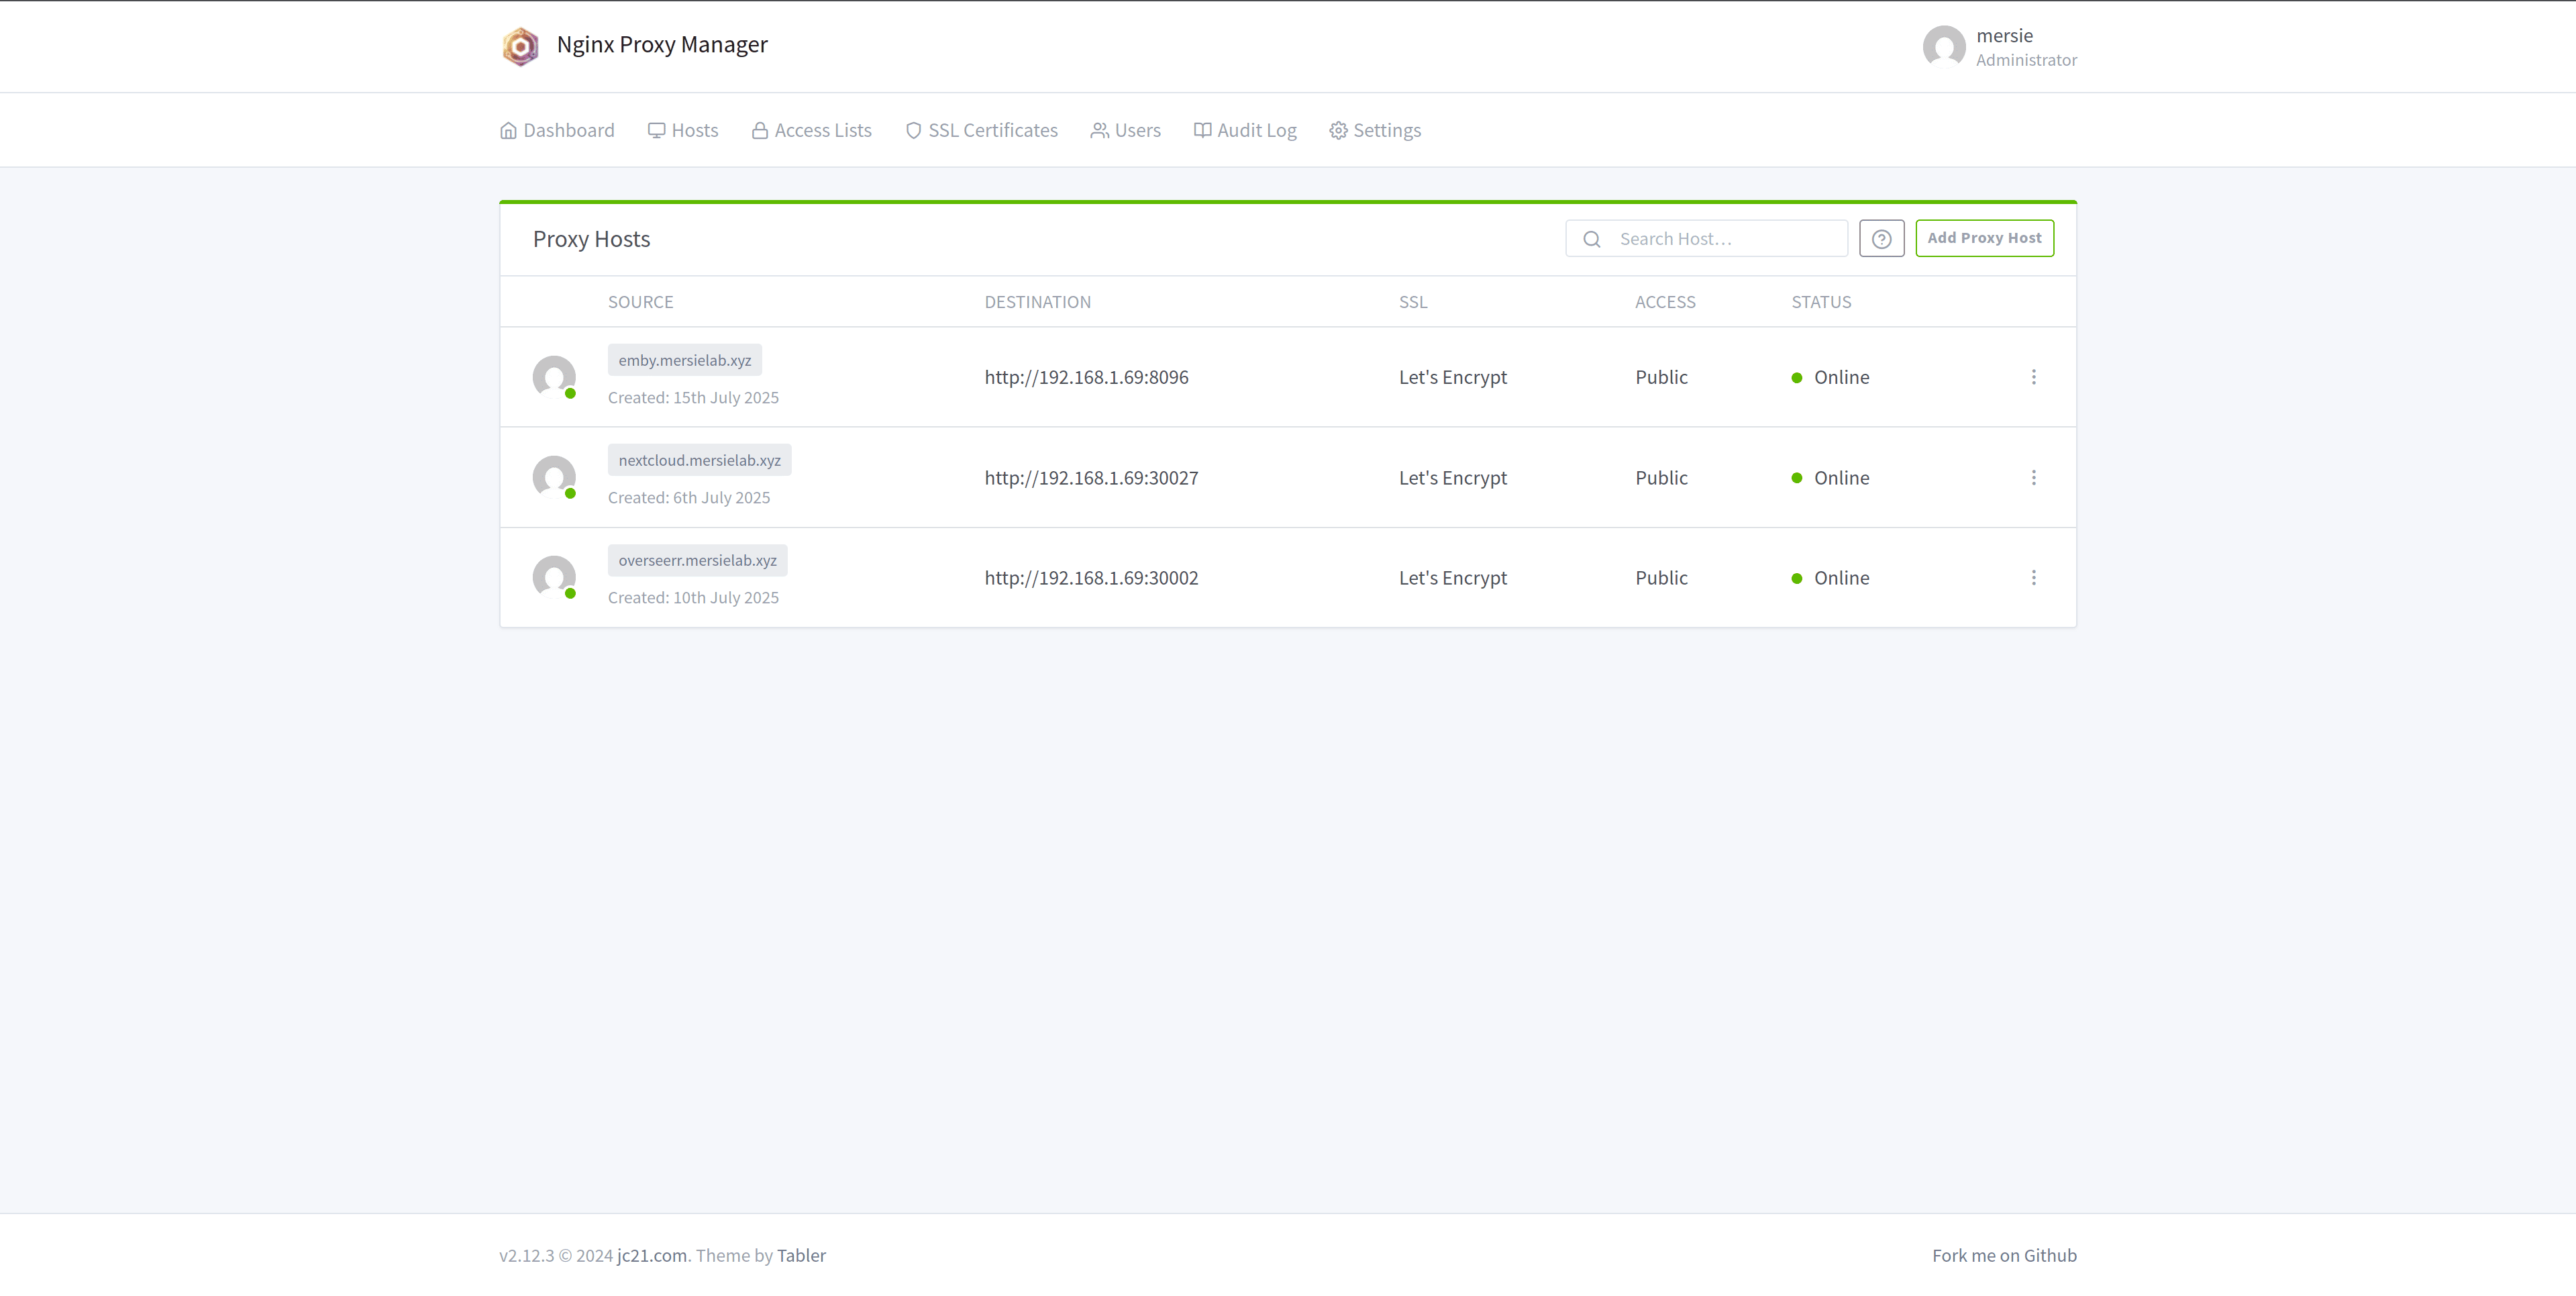 Nginx Proxy Manager
mersie
Administrator
Dashboard Hosts Access Lists SSL Certificates Users Audit Log Settings
Proxy Hosts
Search Host…
Add Proxy Host
SOURCE DESTINATION SSL ACCESS STATUS
emby.mersielab.xyz
Created: 15th July 2025
http://192.168.1.69:8096 Let's Encrypt Public Online
nextcloud.mersielab.xyz
Created: 6th July 2025
http://192.168.1.69:30027 Let's Encrypt Public Online
overseerr.mersielab.xyz
Created: 10th July 2025
http://192.168.1.69:30002 Let's Encrypt Public Online
v2.12.3 © 2024 jc21.com. Theme by Tabler
Fork me on Github